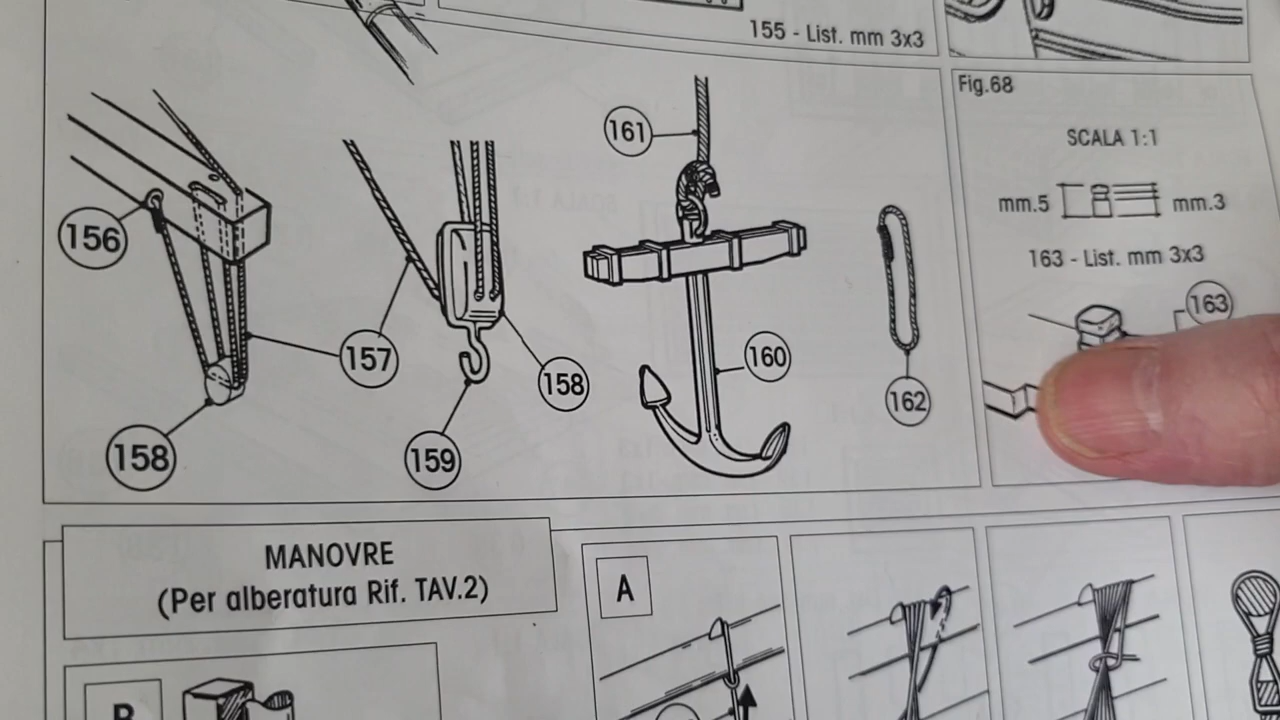 155 - List. mm 3x3
156
157
158
159
158
161
160
162
Fig.68
SCALA 1:1
mm.5
mm.3
163 - List. mm 3x3
163
MANOVRE
(Per alberatura Rif. TAV.2)
A